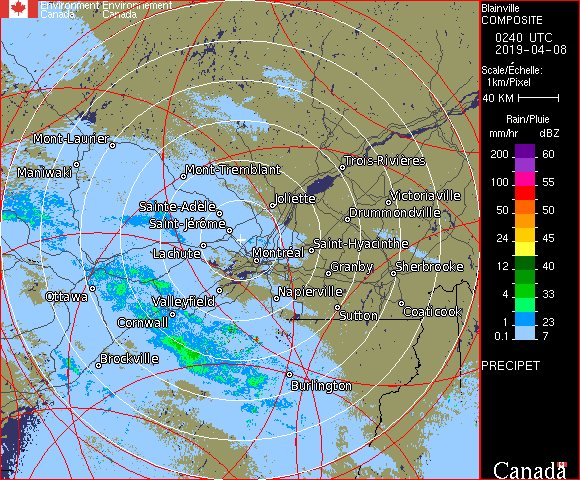 Environment Environnement
Canada Canada
Blainville
COMPOSITE
0240 UTC
2019-04-08
Scale/Échelle:
1km/Pixel
40 KM
Rain/Pluie
mm/hr dBZ
200 60
100 55
50 50
24 45
12 40
4 33
1 23
0.1 7
PRECIPET
Canada
Mont-Laurier
Maniwaki
Mont-Tremblant
Trois-Rivières
Joliette
Victoriaville
Sainte-Adèle
Drummondville
Saint-Jérôme
Lachute
Montréal
Saint-Hyacinthe
Granby
Sherbrooke
Ottawa
Valleyfield
Napierville
Cornwall
Sutton
Coaticook
Brockville
Burlington